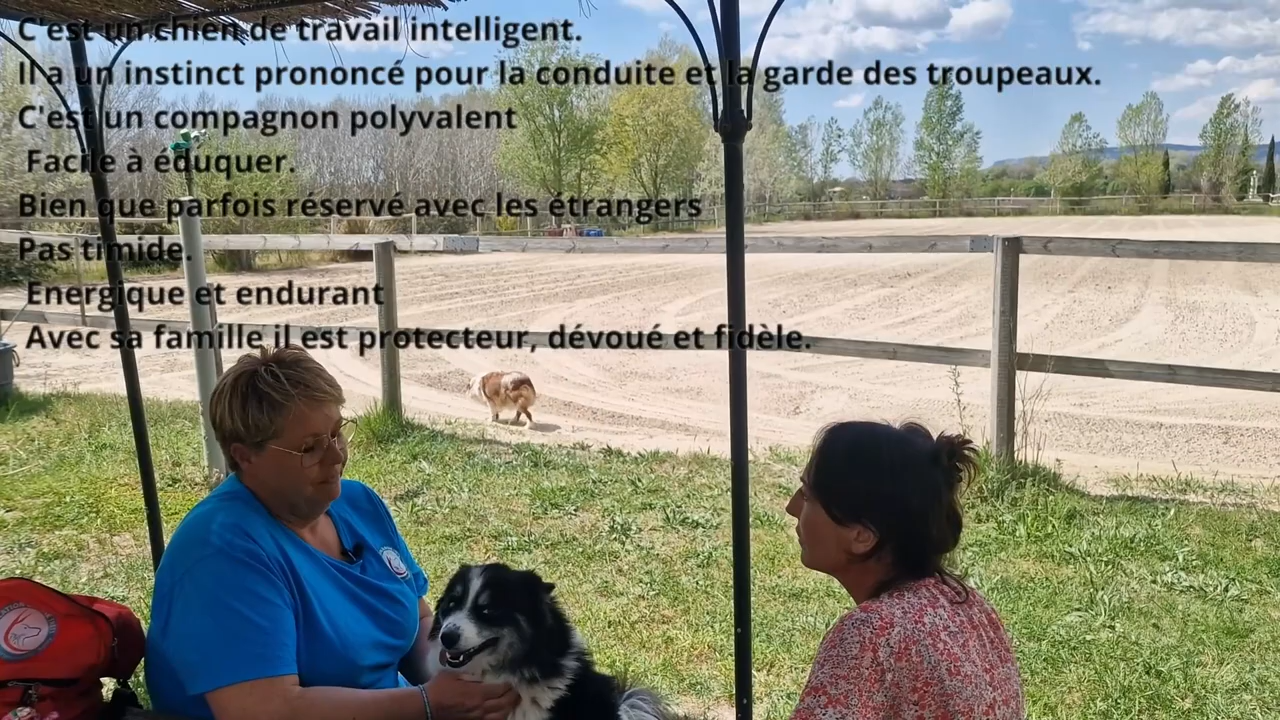 C'est un chien de travail intelligent.
Il a un instinct prononcé pour la conduite et la garde des troupeaux.
C'est un compagnon polyvalent
Facile à éduquer.
Bien que parfois réservé avec les étrangers
Pas timide.
Energique et endurant
Avec sa famille il est protecteur, dévoué et fidèle.